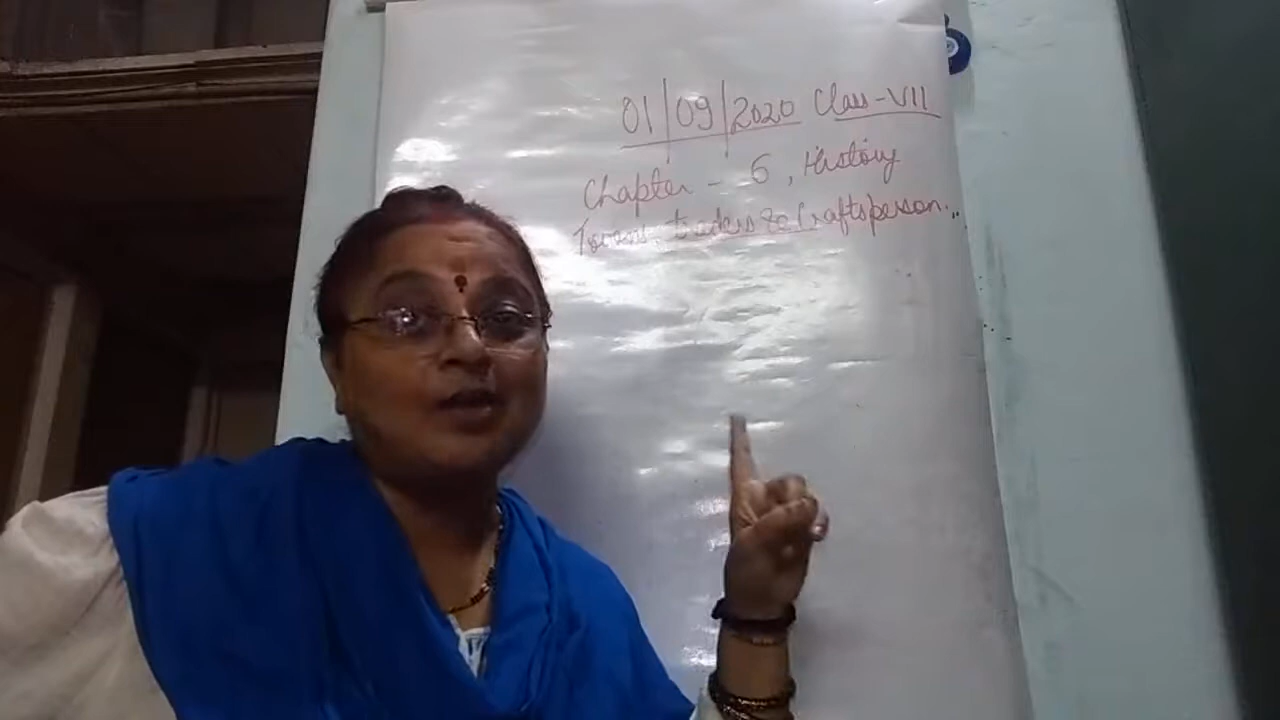 01/09/2020 Class-VII
Chapter - 6, History
Towns, traders & Craftsperson...